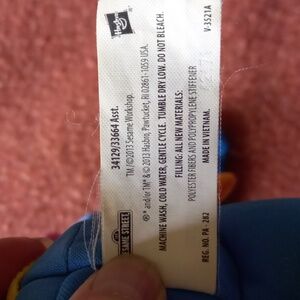 Hasbro
34129/33664 Asst.
TM/©2013 Sesame Workshop.
®* and/or TM* & © 2013 Hasbro, Pawtucket, RI 02861-1059 USA.
MACHINE WASH, COLD WATER, GENTLE CYCLE. TUMBLE DRY LOW. DO NOT BLEACH.
FILLING: ALL NEW MATERIALS:
POLYESTER FIBERS AND POLYPROPYLENE STIFFENER
MADE IN VIETNAM.
REG. NO. PA - 282
V-3521A
SESAME STREET